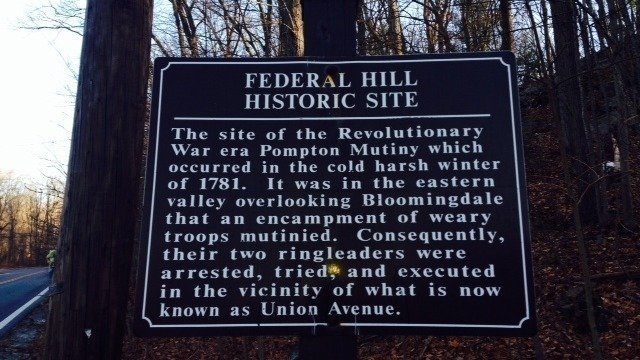 FEDERAL HILL
HISTORIC SITE
The site of the Revolutionary
War era Pompton Mutiny which
occurred in the cold harsh winter
of 1781. It was in the eastern
valley overlooking Bloomingdale
that an encampment of weary
troops mutinied. Consequently,
their two ringleaders were
arrested, tried, and executed
in the vicinity of what is now
known as Union Avenue.